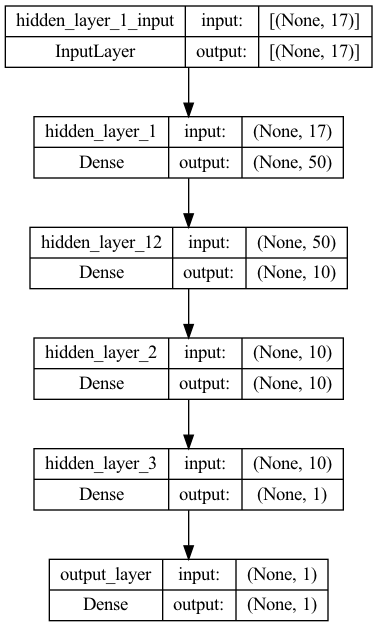 hidden_layer_1_input input: [(None, 17)]
InputLayer output: [(None, 17)]
hidden_layer_1 input: (None, 17)
Dense output: (None, 50)
hidden_layer_12 input: (None, 50)
Dense output: (None, 10)
hidden_layer_2 input: (None, 10)
Dense output: (None, 10)
hidden_layer_3 input: (None, 10)
Dense output: (None, 1)
output_layer input: (None, 1)
Dense output: (None, 1)